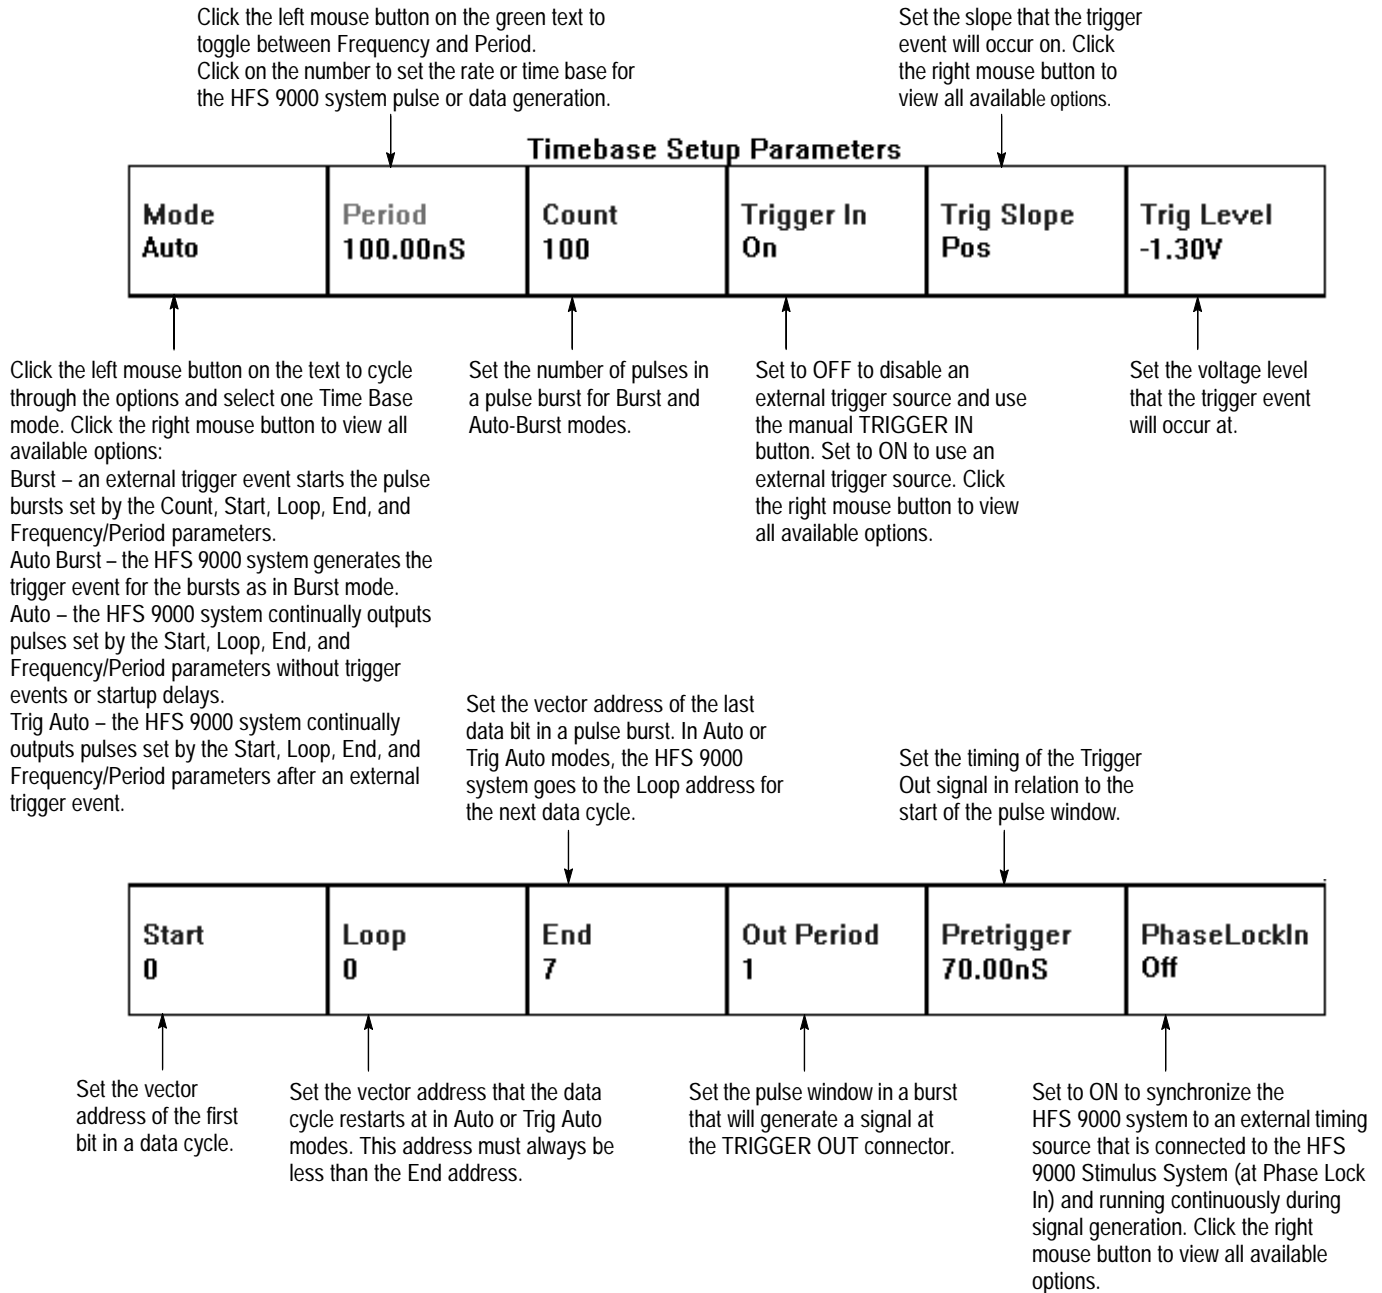 Click the left mouse button on the green text to
toggle between Frequency and Period.
Click on the number to set the rate or time base for
the HFS 9000 system pulse or data generation.
Set the slope that the trigger
event will occur on. Click
the right mouse button to
view all available options.
Timebase Setup Parameters
Mode
Auto
Period
100.00nS
Count
100
Trigger In
On
Trig Slope
Pos
Trig Level
-1.30V
Click the left mouse button on the text to cycle
through the options and select one Time Base
mode. Click the right mouse button to view all
available options:
Burst – an external trigger event starts the pulse
bursts set by the Count, Start, Loop, End, and
Frequency/Period parameters.
Auto Burst – the HFS 9000 system generates the
trigger event for the bursts as in Burst mode.
Auto – the HFS 9000 system continually outputs
pulses set by the Start, Loop, End, and
Frequency/Period parameters without trigger
events or startup delays.
Trig Auto – the HFS 9000 system continually
outputs pulses set by the Start, Loop, End, and
Frequency/Period parameters after an external
trigger event.
Set the number of pulses in
a pulse burst for Burst and
Auto-Burst modes.
Set to OFF to disable an
external trigger source and use
the manual TRIGGER IN
button. Set to ON to use an
external trigger source. Click
the right mouse button to view
all available options.
Set the voltage level
that the trigger event
will occur at.
Set the vector address of the last
data bit in a pulse burst. In Auto or
Trig Auto modes, the HFS 9000
system goes to the Loop address for
the next data cycle.
Set the timing of the Trigger
Out signal in relation to the
start of the pulse window.
Start
0
Loop
0
End
7
Out Period
1
Pretrigger
70.00nS
PhaseLockIn
Off
Set the vector
address of the first
bit in a data cycle.
Set the vector address that the data
cycle restarts at in Auto or Trig Auto
modes. This address must always be
less than the End address.
Set the pulse window in a burst
that will generate a signal at
the TRIGGER OUT connector.
Set to ON to synchronize the
HFS 9000 system to an external timing
source that is connected to the HFS
9000 Stimulus System (at Phase Lock
In) and running continuously during
signal generation. Click the right
mouse button to view all available
options.